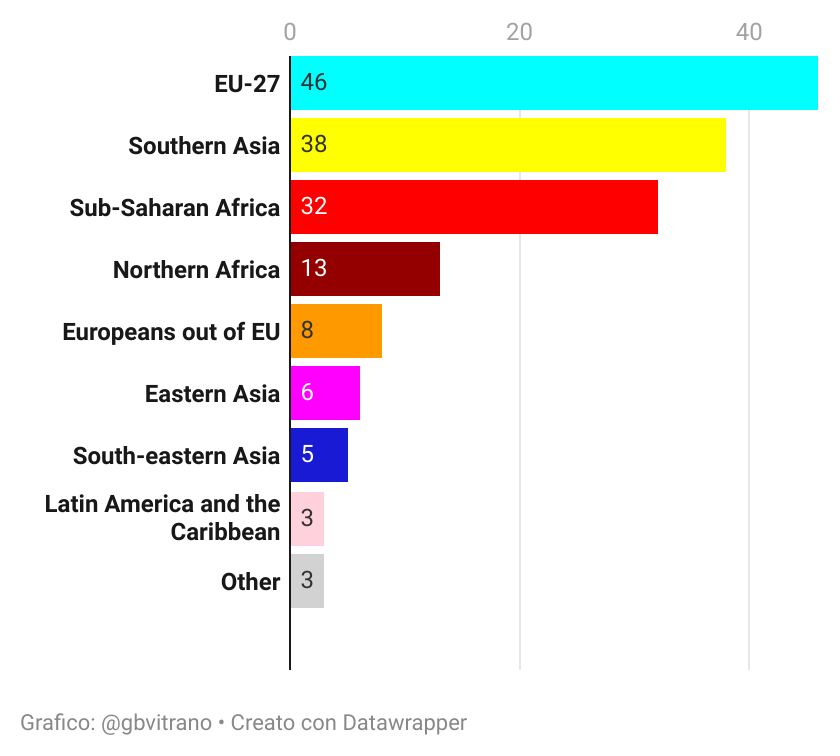 0 20 40
EU-27 46
Southern Asia 38
Sub-Saharan Africa 32
Northern Africa 13
Europeans out of EU 8
Eastern Asia 6
South-eastern Asia 5
Latin America and the
Caribbean 3
Other 3
Grafico: @gbvitrano • Creato con Datawrapper